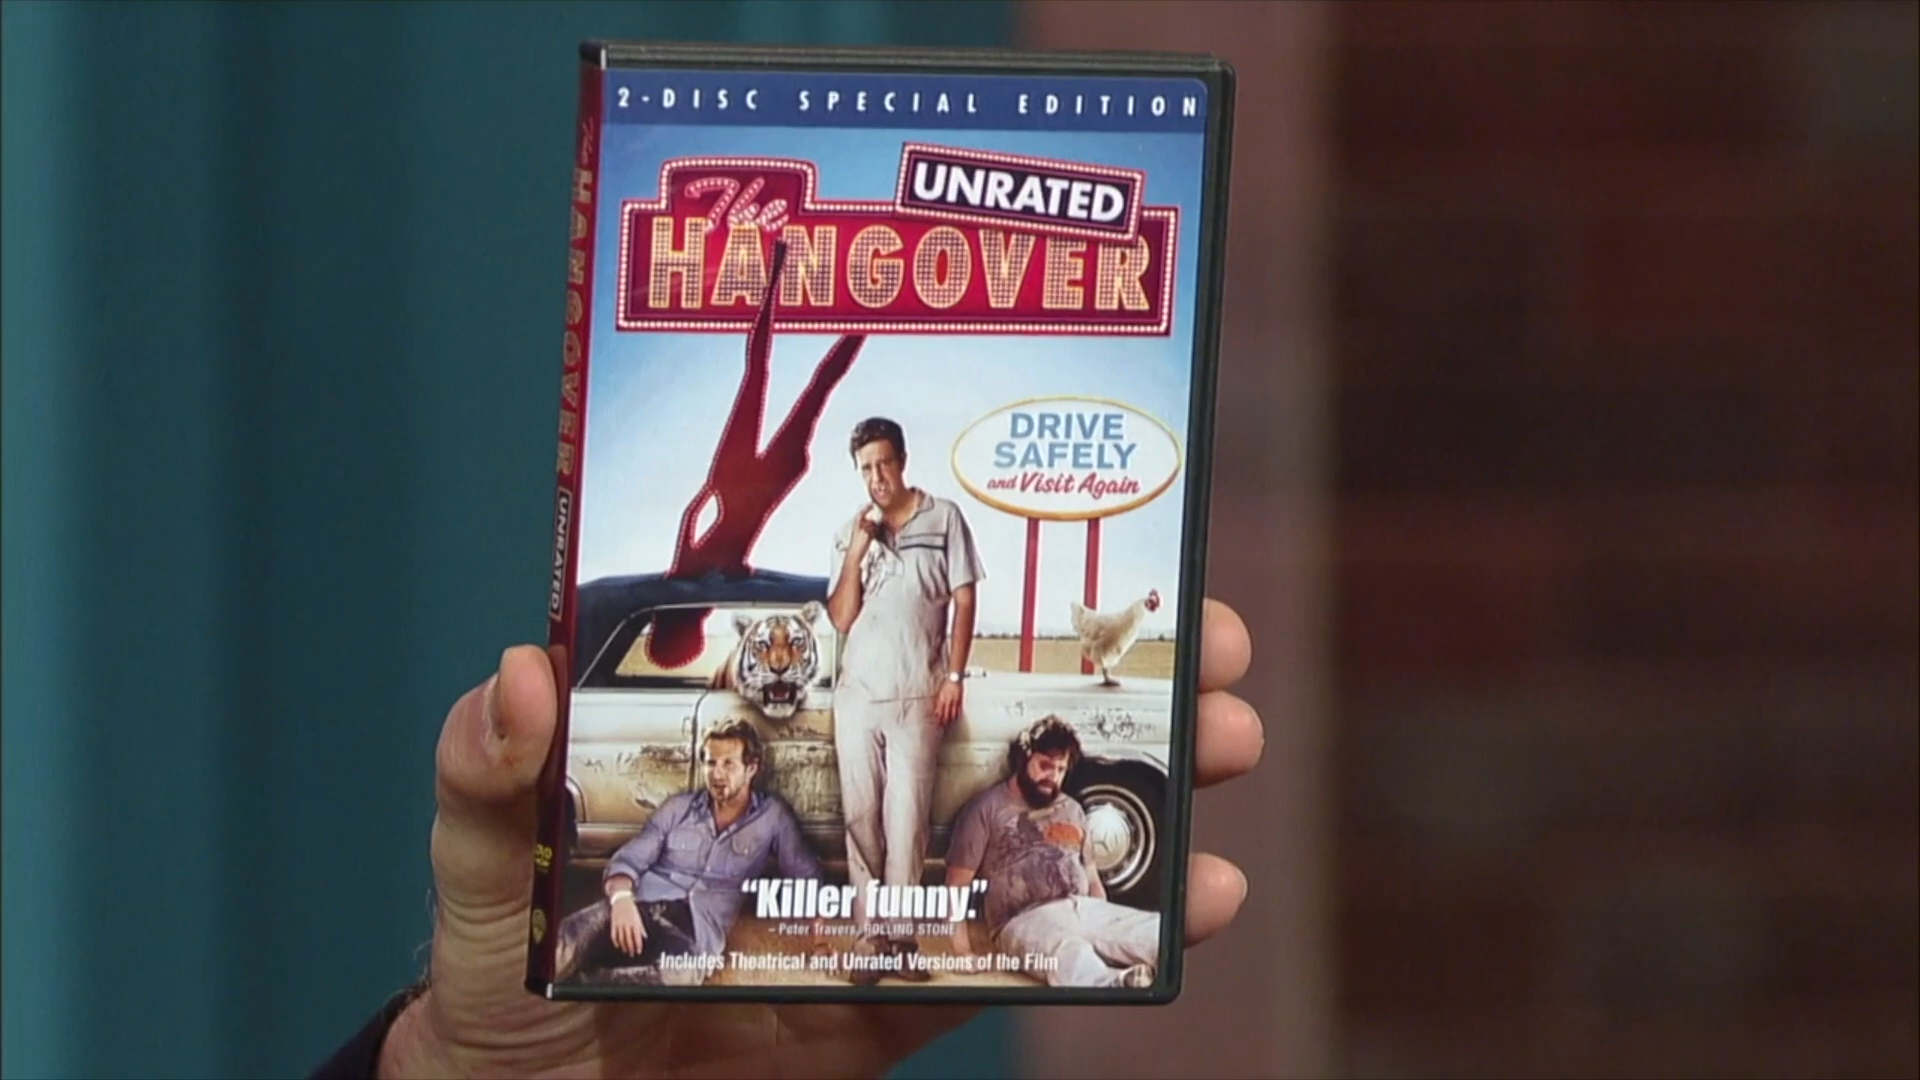 2-DISC SPECIAL EDITION
UNRATED
The
HANGOVER
DRIVE
SAFELY
and Visit Again
"Killer funny."
– Peter Travers, ROLLING STONE
Includes Theatrical and Unrated Versions of the Film
The HANGOVER UNRATED